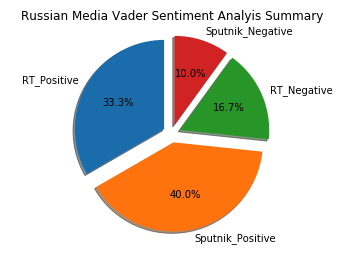 Russian Media Vader Sentiment Analyis Summary
Sputnik_Negative
RT_Positive
10.0%
RT_Negative
33.3%
16.7%
40.0%
Sputnik_Positive